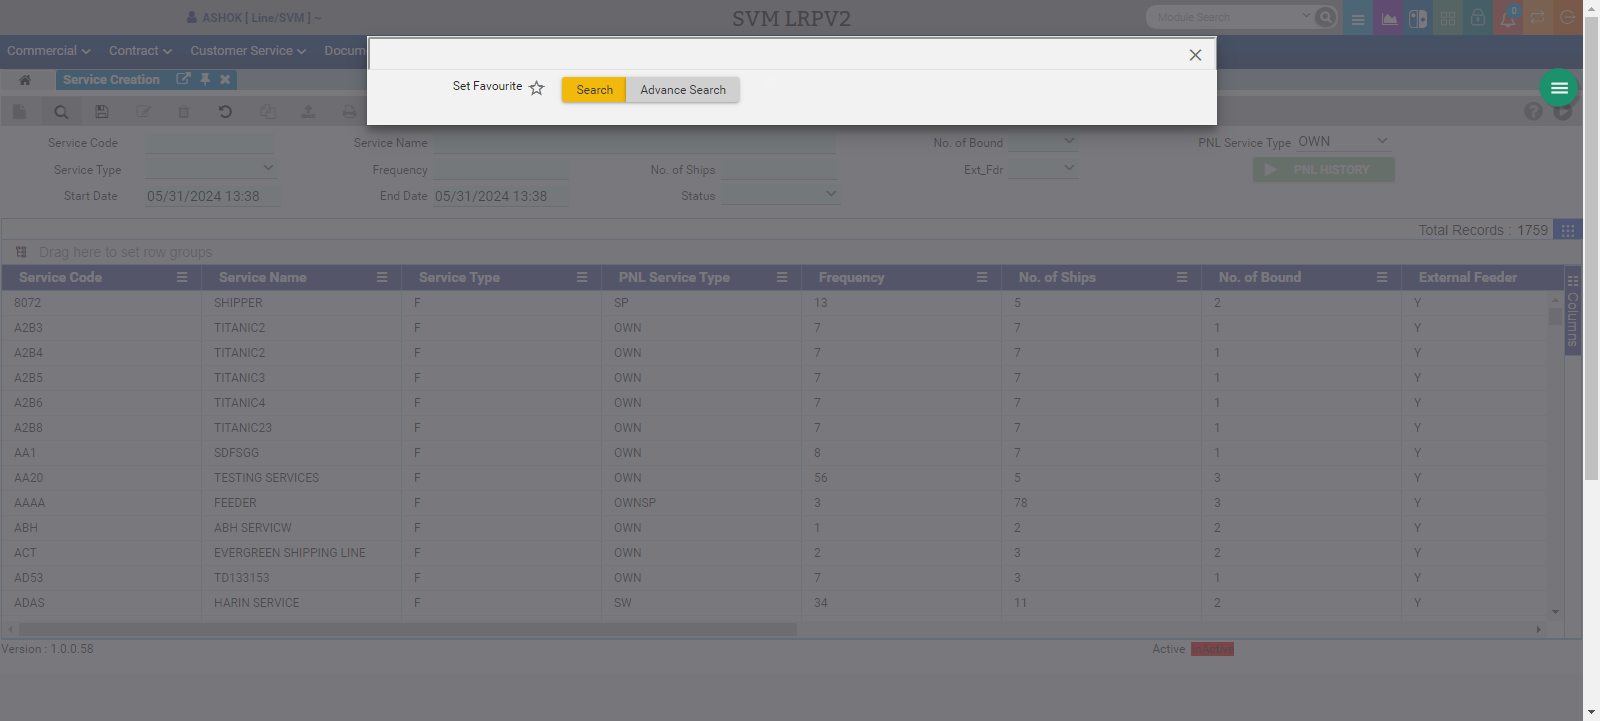 ASHOK [ Line/SVM ]
SVM LRPV2
Module Search
0
Commercial Contract Customer Service Docum
Service Creation
Set Favourite Search Advance Search
Service Code Service Name No. of Bound PNL Service Type OWN
Service Type Frequency No. of Ships Ext_Fdr PNL HISTORY
Start Date 05/31/2024 13:38 End Date 05/31/2024 13:38 Status
Total Records : 1759
Drag here to set row groups
Service Code Service Name Service Type PNL Service Type Frequency No. of Ships No. of Bound External Feeder
Columns
8072 SHIPPER F SP 13 5 2 Y
A2B3 TITANIC2 F OWN 7 7 1 Y
A2B4 TITANIC2 F OWN 7 7 1 Y
A2B5 TITANIC3 F OWN 7 7 1 Y
A2B6 TITANIC4 F OWN 7 7 1 Y
A2B8 TITANIC23 F OWN 7 7 1 Y
AA1 SDFSGG F OWN 8 7 1 Y
AA20 TESTING SERVICES F OWN 56 5 3 Y
AAAA FEEDER F OWNSP 3 78 3 Y
ABH ABH SERVICW F OWN 1 2 2 Y
ACT EVERGREEN SHIPPING LINE F OWN 2 3 2 Y
AD53 TD133153 F OWN 7 3 1 Y
ADAS HARIN SERVICE F SW 34 11 2 Y
Version : 1.0.0.58 Active InActive